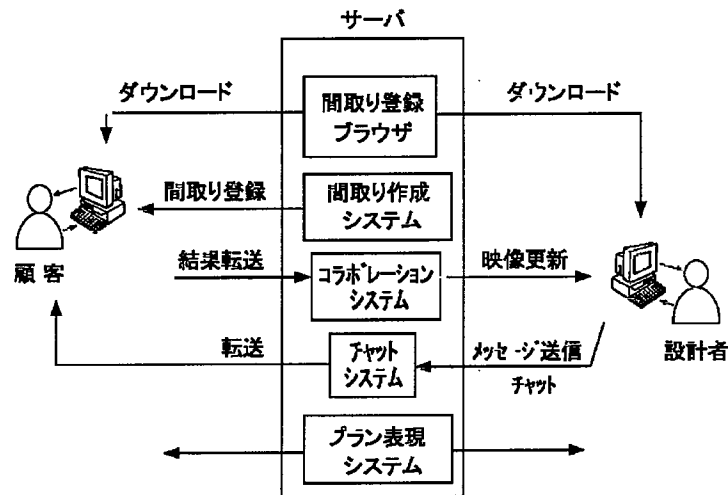 サーバ
ダウンロード
間取り登録
ブラウザ
ダウンロード
間取り登録
間取り作成
システム
顧客
結果転送
コラボレーション
システム
映像更新
転送
チャット
システム
メッセージ送信
チャット
設計者
プラン表現
システム